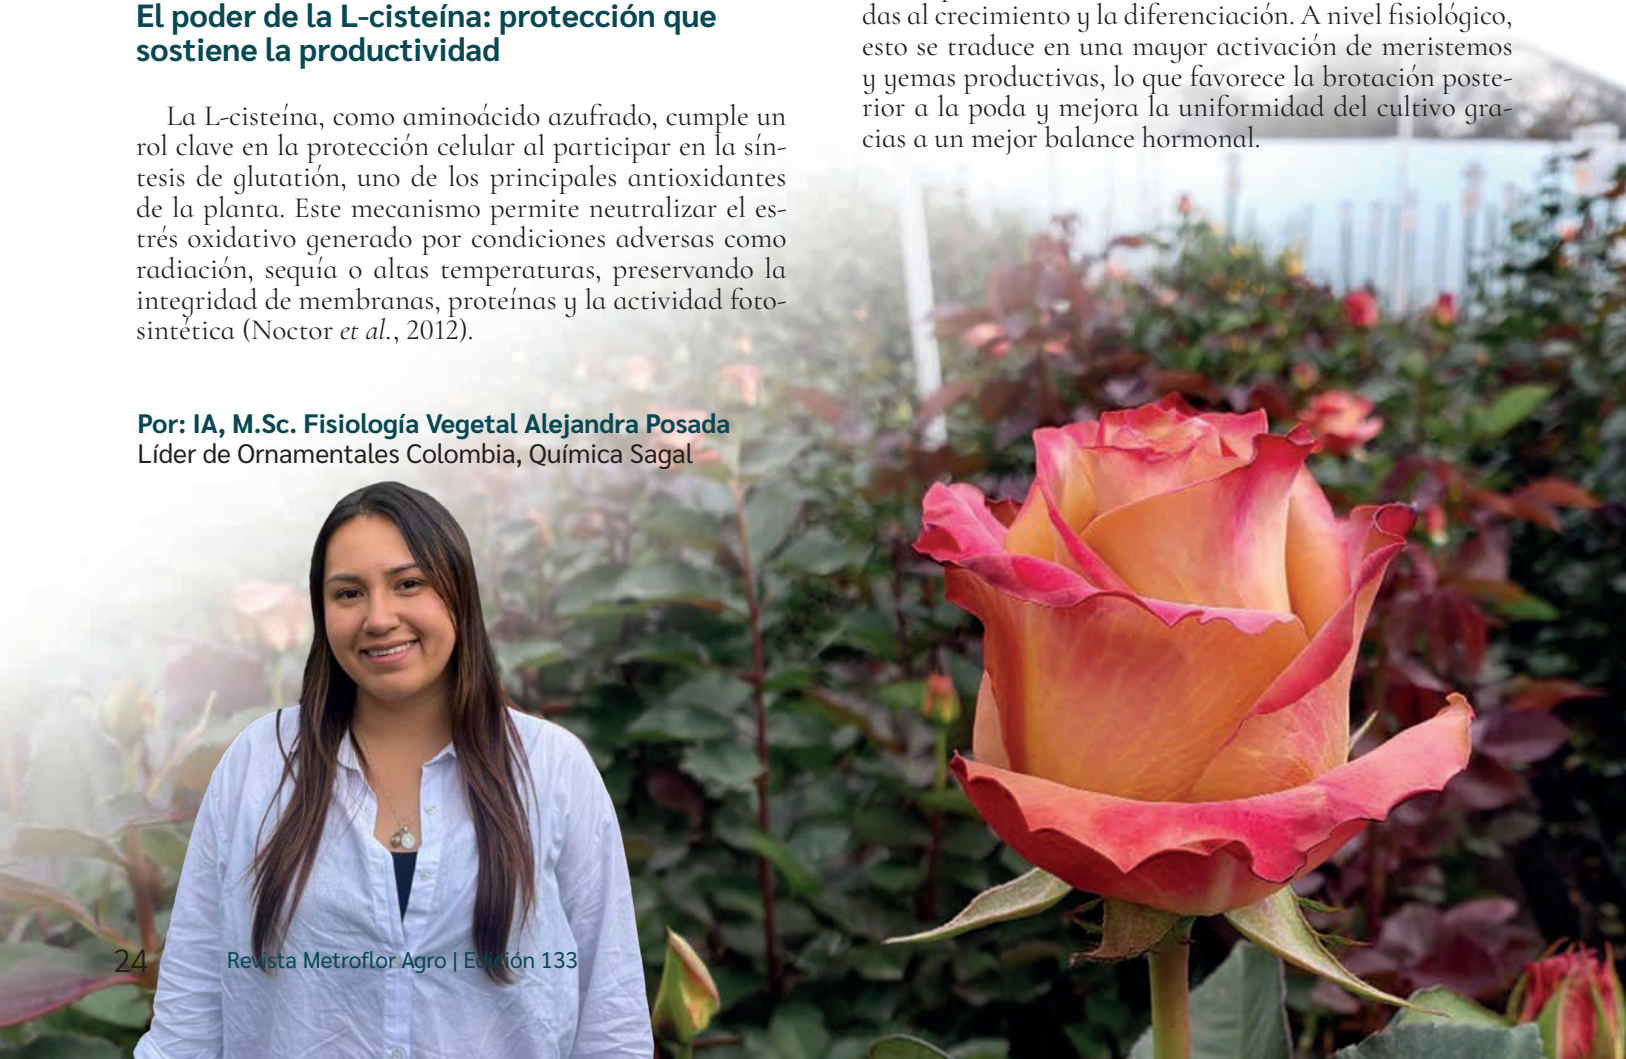 El poder de la L-cisteína: protección que
sostiene la productividad
La L-cisteína, como aminoácido azufrado, cumple un
rol clave en la protección celular al participar en la sín-
tesis de glutatión, uno de los principales antioxidantes
de la planta. Este mecanismo permite neutralizar el es-
trés oxidativo generado por condiciones adversas como
radiación, sequía o altas temperaturas, preservando la
integridad de membranas, proteínas y la actividad foto-
sintética (Noctor et al., 2012).
Por: IA, M.Sc. Fisiología Vegetal Alejandra Posada
Líder de Ornamentales Colombia, Química Sagal
das al crecimiento y la diferenciación. A nivel fisiológico,
esto se traduce en una mayor activación de meristemos
y yemas productivas, lo que favorece la brotación poste-
rior a la poda y mejora la uniformidad del cultivo gra-
cias a un mejor balance hormonal.
24
Revista Metroflor Agro | Edición 133